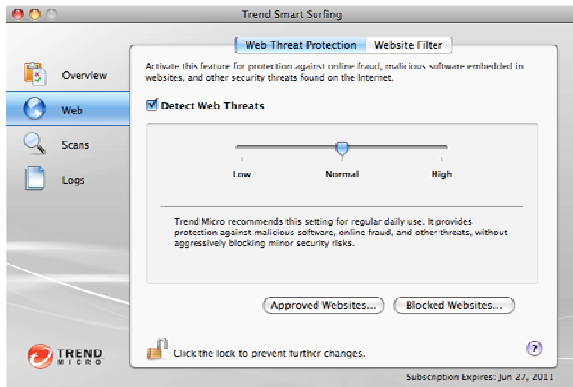 Trend Smart Surfing
Web Threat Protection Website Filter
Activate this feature for protection against online fraud, malicious software embedded in
websites, and other security threats found on the Internet.
Overview
Web
Scans
Logs
Detect Web Threats
Low Normal High
Trend Micro recommends this setting for regular daily use. It provides
protection against malicious software, online fraud, and other threats, without
aggressively blocking minor security risks.
Approved Websites... Blocked Websites...
Click the lock to prevent further changes.
?
TREND
MICRO
Subscription Expires: Jun 27, 2011